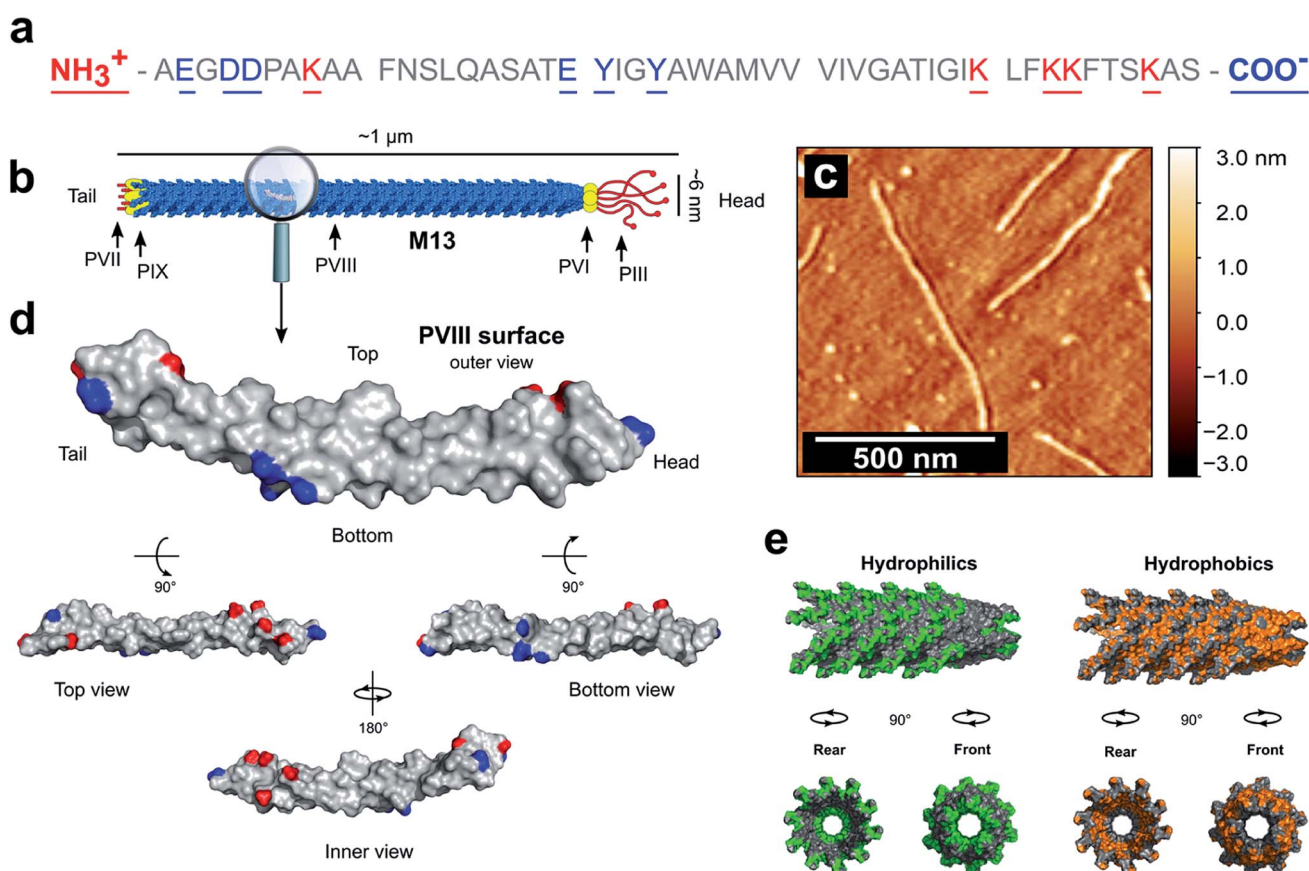 a
NH3+ - AEGDDPAKAA FNSLQASATE YIGYAWAMVV VIVGATIGIK LFKKFTSKAS - COO-
~1 µm
b
Tail
~6 nm
Head
M13
PVII
PIX
PVIII
PVI
PIII
c
3.0 nm
2.0
1.0
0.0
−1.0
−2.0
−3.0
500 nm
d
PVIII surface
outer view
Top
Tail
Head
Bottom
90°
90°
Top view
Bottom view
180°
Inner view
e
Hydrophilics
Hydrophobics
90°
90°
Rear
Front
Rear
Front